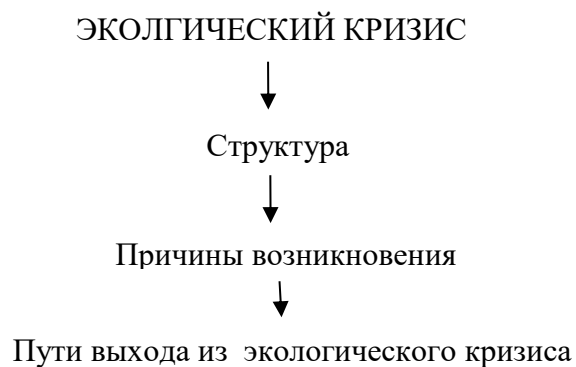 ЭКОЛГИЧЕСКИЙ КРИЗИС
Структура
Причины возникновения
Пути выхода из экологического кризиса